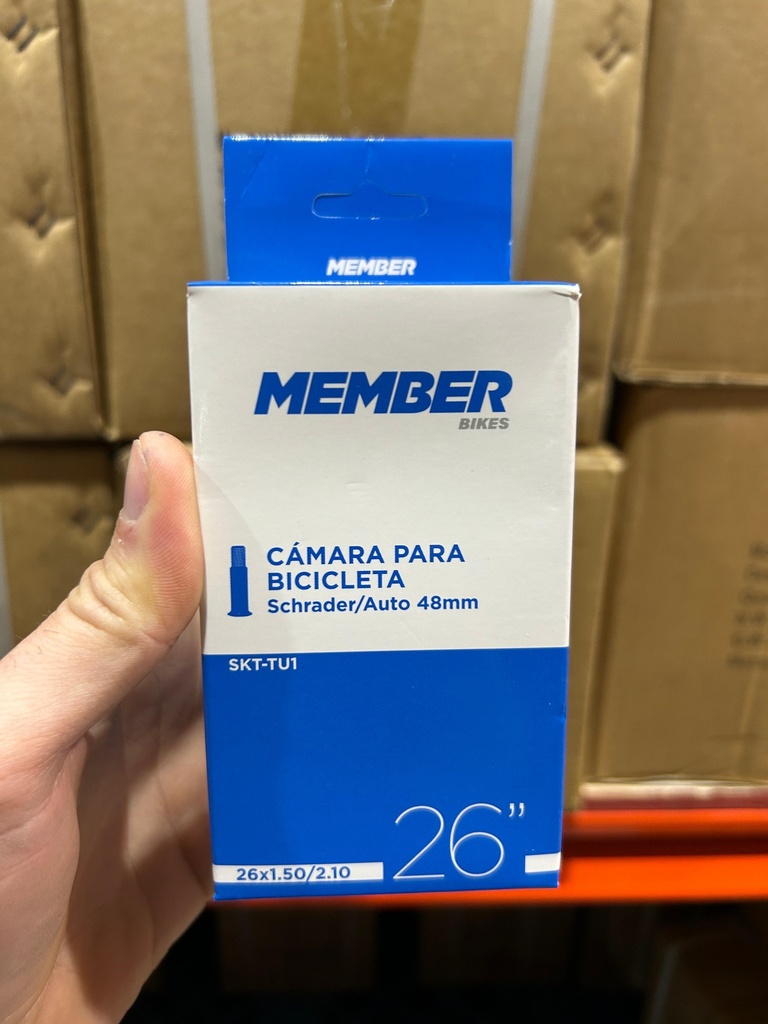 MEMBER
MEMBER
BIKES
CÁMARA PARA
BICICLETA
Schrader/Auto 48mm
SKT-TU1
26”
26x1.50/2.10